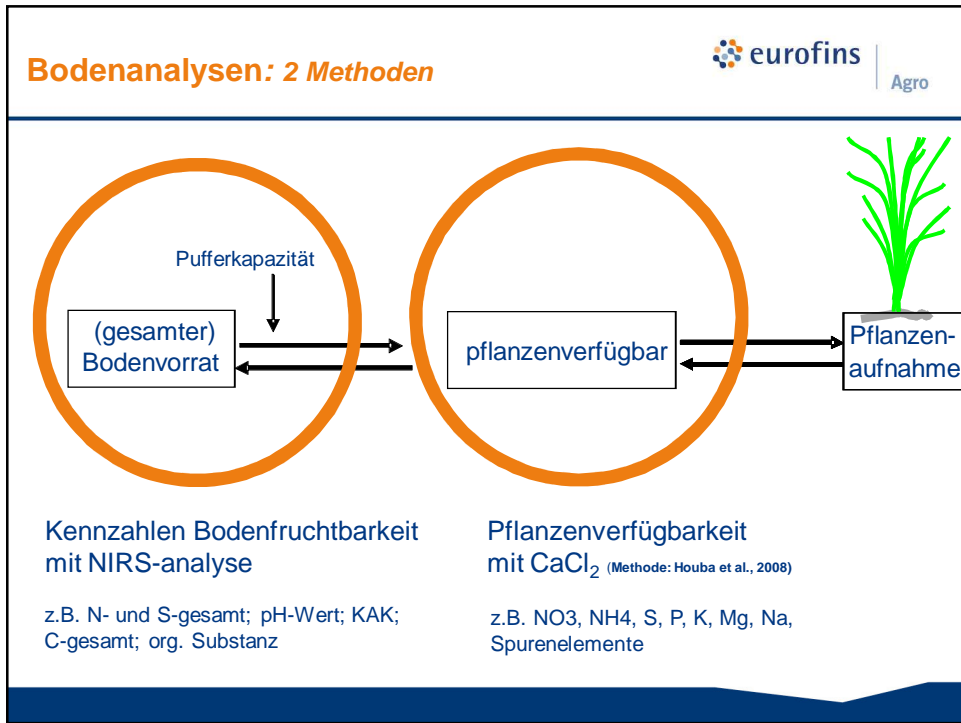 Bodenanalysen: 2 Methoden
eurofins
Agro
Pufferkapazität
(gesamter)
Bodenvorrat
pflanzenverfügbar
Pflanzen-
aufnahme
Kennzahlen Bodenfruchtbarkeit
mit NIRS-analyse
z.B. N- und S-gesamt; pH-Wert; KAK;
C-gesamt; org. Substanz
Pflanzenverfügbarkeit
mit CaCl₂ (Methode: Houba et al., 2008)
z.B. NO3, NH4, S, P, K, Mg, Na,
Spurenelemente